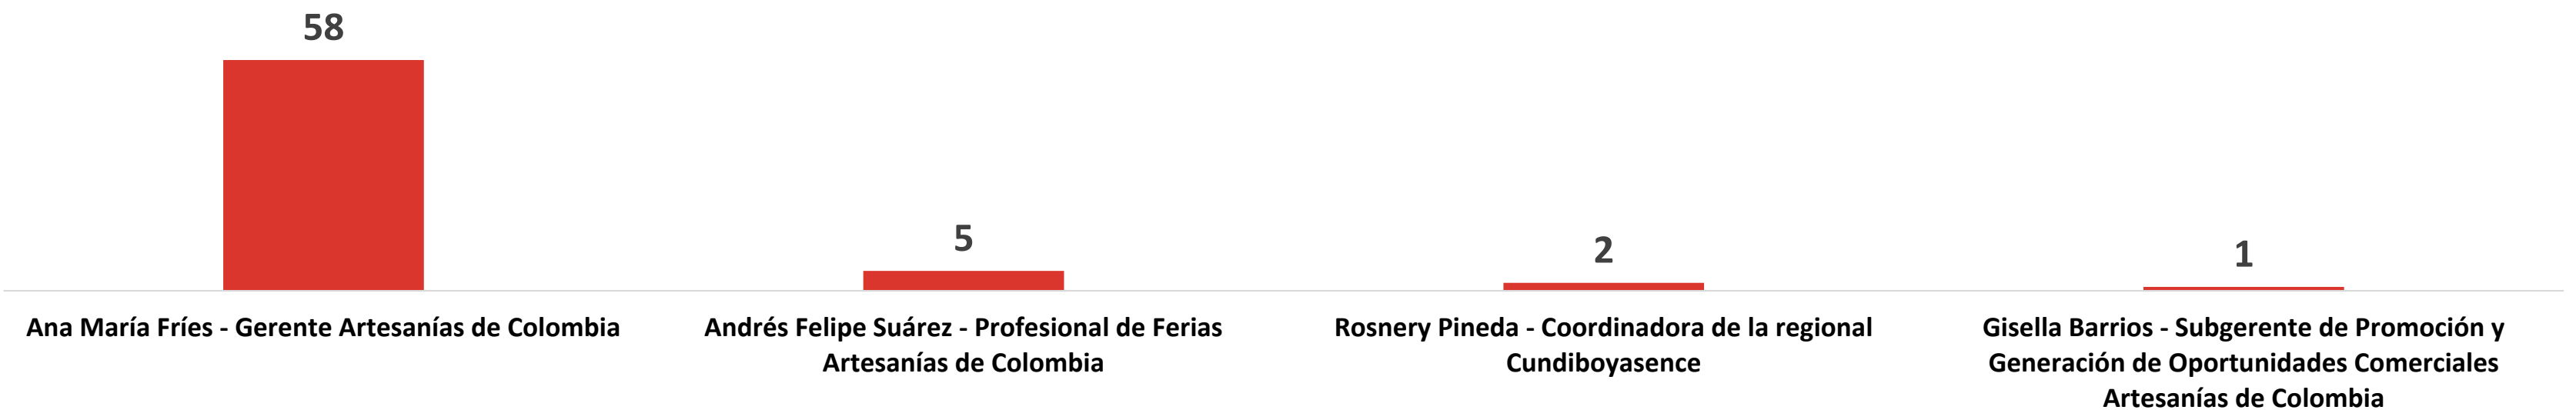 58
5
2
1
Ana María Fríes - Gerente Artesanías de Colombia
Andrés Felipe Suárez - Profesional de Ferias
Artesanías de Colombia
Rosnery Pineda - Coordinadora de la regional
Cundiboyasence
Gisella Barrios - Subgerente de Promoción y
Generación de Oportunidades Comerciales
Artesanías de Colombia